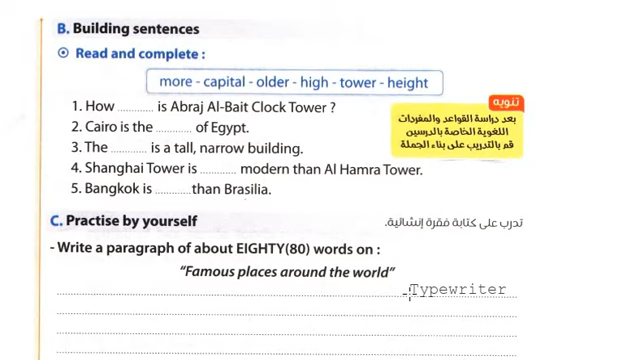 B. Building sentences
Read and complete :
more - capital - older - high - tower - height
1. How ............ is Abraj Al-Bait Clock Tower ?
تنويه
بعد دراسة القواعد والمفردات
اللغوية الخاصة بالدرسين
قم بالتدريب على بناء الجملة
2. Cairo is the ............ of Egypt.
3. The ............ is a tall, narrow building.
4. Shanghai Tower is ............ modern than Al Hamra Tower.
5. Bangkok is ............ than Brasilia.
C. Practise by yourself
تدرب على كتابة فقرة إنشائية.
- Write a paragraph of about EIGHTY(80) words on :
"Famous places around the world"
Typewriter